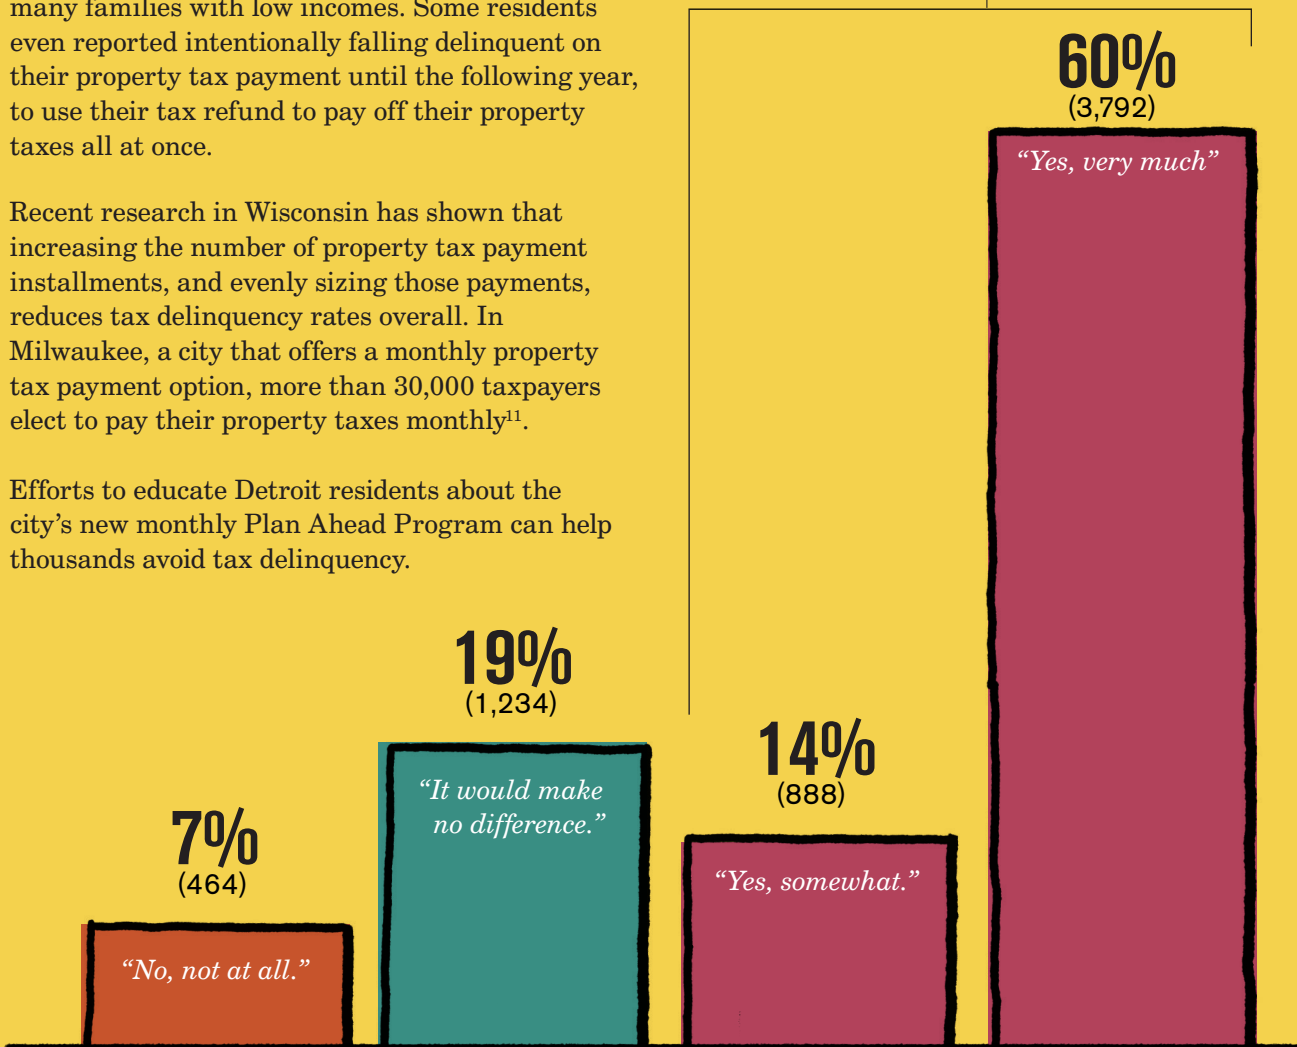 many families with low incomes. Some residents
even reported intentionally falling delinquent on
their property tax payment until the following year,
to use their tax refund to pay off their property
taxes all at once.
Recent research in Wisconsin has shown that
increasing the number of property tax payment
installments, and evenly sizing those payments,
reduces tax delinquency rates overall. In
Milwaukee, a city that offers a monthly property
tax payment option, more than 30,000 taxpayers
elect to pay their property taxes monthly¹¹.
Efforts to educate Detroit residents about the
city’s new monthly Plan Ahead Program can help
thousands avoid tax delinquency.
7%
(464)
“No, not at all.”
19%
(1,234)
“It would make
no difference.”
14%
(888)
“Yes, somewhat.”
60%
(3,792)
“Yes, very much”